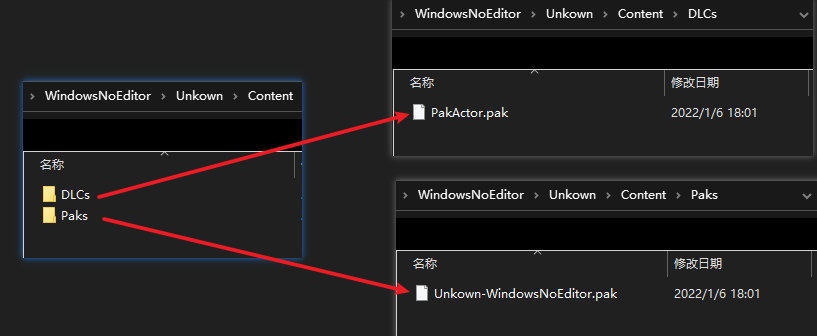 > WindowsNoEditor > Unkown > Content
名称
DLCs
Paks
> WindowsNoEditor > Unkown > Content > DLCs
名称 修改日期
PakActor.pak 2022/1/6 18:01
> WindowsNoEditor > Unkown > Content > Paks
名称 修改日期
Unkown-WindowsNoEditor.pak 2022/1/6 18:01